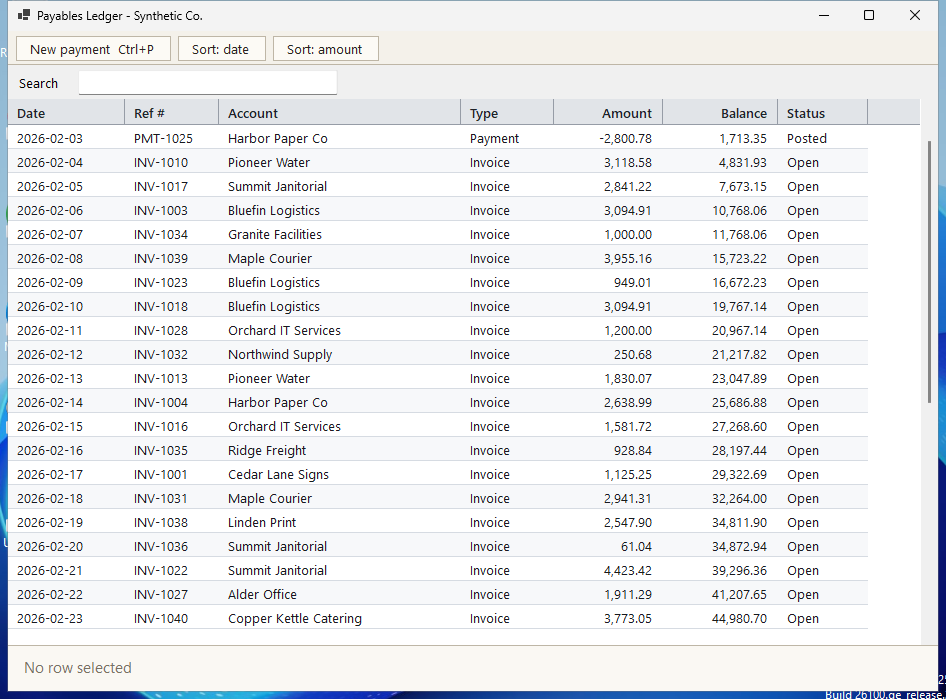 Payables Ledger - Synthetic Co.
New payment Ctrl+P Sort: date Sort: amount
Search
Date Ref # Account Type Amount Balance Status
2026-02-03 PMT-1025 Harbor Paper Co Payment -2,800.78 1,713.35 Posted
2026-02-04 INV-1010 Pioneer Water Invoice 3,118.58 4,831.93 Open
2026-02-05 INV-1017 Summit Janitorial Invoice 2,841.22 7,673.15 Open
2026-02-06 INV-1003 Bluefin Logistics Invoice 3,094.91 10,768.06 Open
2026-02-07 INV-1034 Granite Facilities Invoice 1,000.00 11,768.06 Open
2026-02-08 INV-1039 Maple Courier Invoice 3,955.16 15,723.22 Open
2026-02-09 INV-1023 Bluefin Logistics Invoice 949.01 16,672.23 Open
2026-02-10 INV-1018 Bluefin Logistics Invoice 3,094.91 19,767.14 Open
2026-02-11 INV-1028 Orchard IT Services Invoice 1,200.00 20,967.14 Open
2026-02-12 INV-1032 Northwind Supply Invoice 250.68 21,217.82 Open
2026-02-13 INV-1013 Pioneer Water Invoice 1,830.07 23,047.89 Open
2026-02-14 INV-1004 Harbor Paper Co Invoice 2,638.99 25,686.88 Open
2026-02-15 INV-1016 Orchard IT Services Invoice 1,581.72 27,268.60 Open
2026-02-16 INV-1035 Ridge Freight Invoice 928.84 28,197.44 Open
2026-02-17 INV-1001 Cedar Lane Signs Invoice 1,125.25 29,322.69 Open
2026-02-18 INV-1031 Maple Courier Invoice 2,941.31 32,264.00 Open
2026-02-19 INV-1038 Linden Print Invoice 2,547.90 34,811.90 Open
2026-02-20 INV-1036 Summit Janitorial Invoice 61.04 34,872.94 Open
2026-02-21 INV-1022 Summit Janitorial Invoice 4,423.42 39,296.36 Open
2026-02-22 INV-1027 Alder Office Invoice 1,911.29 41,207.65 Open
2026-02-23 INV-1040 Copper Kettle Catering Invoice 3,773.05 44,980.70 Open
No row selected
Build 26100.ge_release.